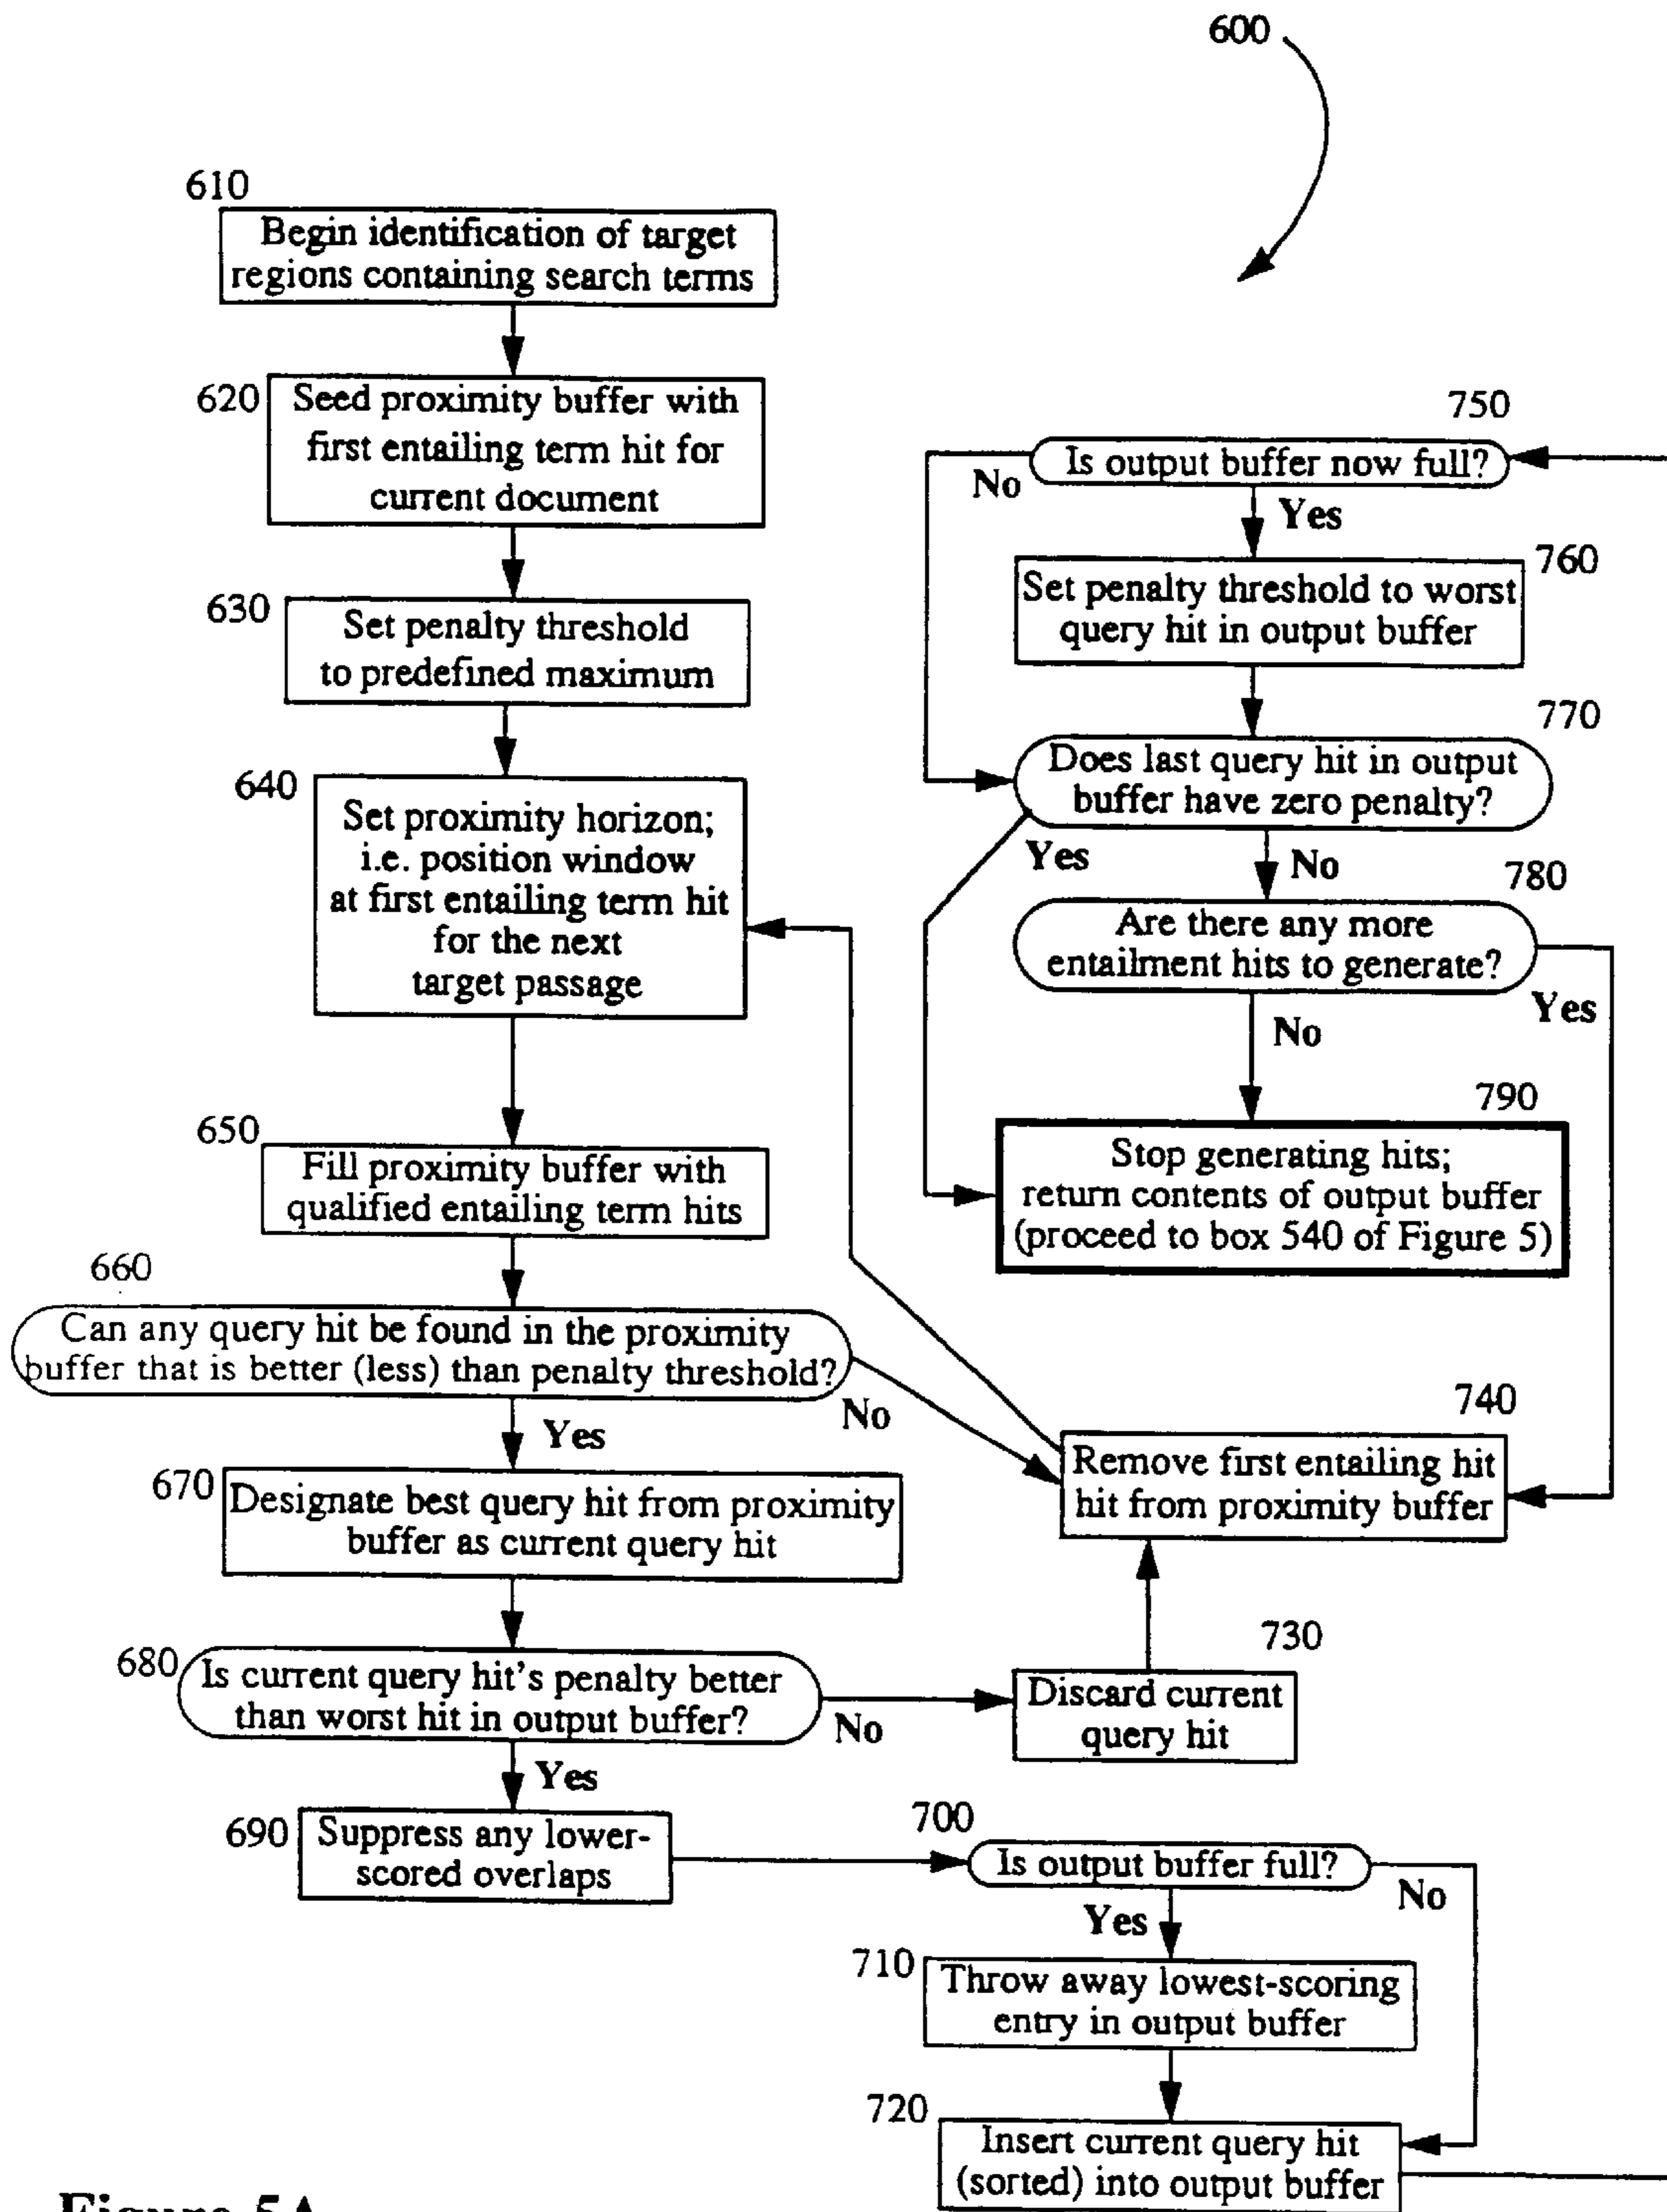 600
610
Begin identification of target
regions containing search terms
620
Seed proximity buffer with
first entailing term hit for
current document
630
Set penalty threshold
to predefined maximum
640
Set proximity horizon;
i.e. position window
at first entailing term hit
for the next
target passage
650
Fill proximity buffer with
qualified entailing term hits
660
Can any query hit be found in the proximity
buffer that is better (less) than penalty threshold?
No
Yes
670
Designate best query hit from proximity
buffer as current query hit
680
Is current query hit's penalty better
than worst hit in output buffer?
No
Yes
690
Suppress any lower-
scored overlaps
700
Is output buffer full?
No
Yes
710
Throw away lowest-scoring
entry in output buffer
720
Insert current query hit
(sorted) into output buffer
730
Discard current
query hit
740
Remove first entailing hit
hit from proximity buffer
750
Is output buffer now full?
No
Yes
760
Set penalty threshold to worst
query hit in output buffer
770
Does last query hit in output
buffer have zero penalty?
Yes
No
780
Are there any more
entailment hits to generate?
Yes
No
790
Stop generating hits;
return contents of output buffer
(proceed to box 540 of Figure 5)
Figure 5A